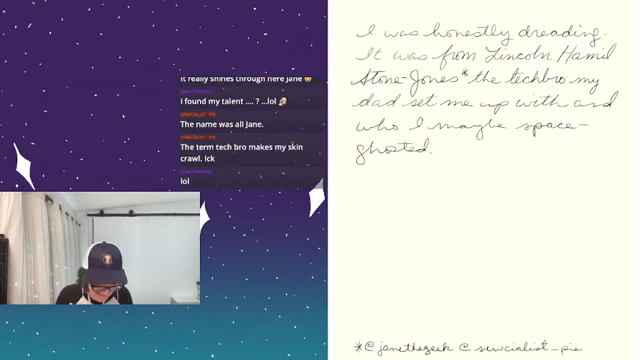 It really shines through here Jane
I found my talent .... ? ...lol
The name was all Jane.
The term tech bro makes my skin
crawl. Ick
lol
I was honestly dreading.
It was from Lincoln Hamil
Stone-Jones* the techbro my
dad set me up with and
who I maybe space-
ghosted.
*@janethegeek @ surcialist_pie